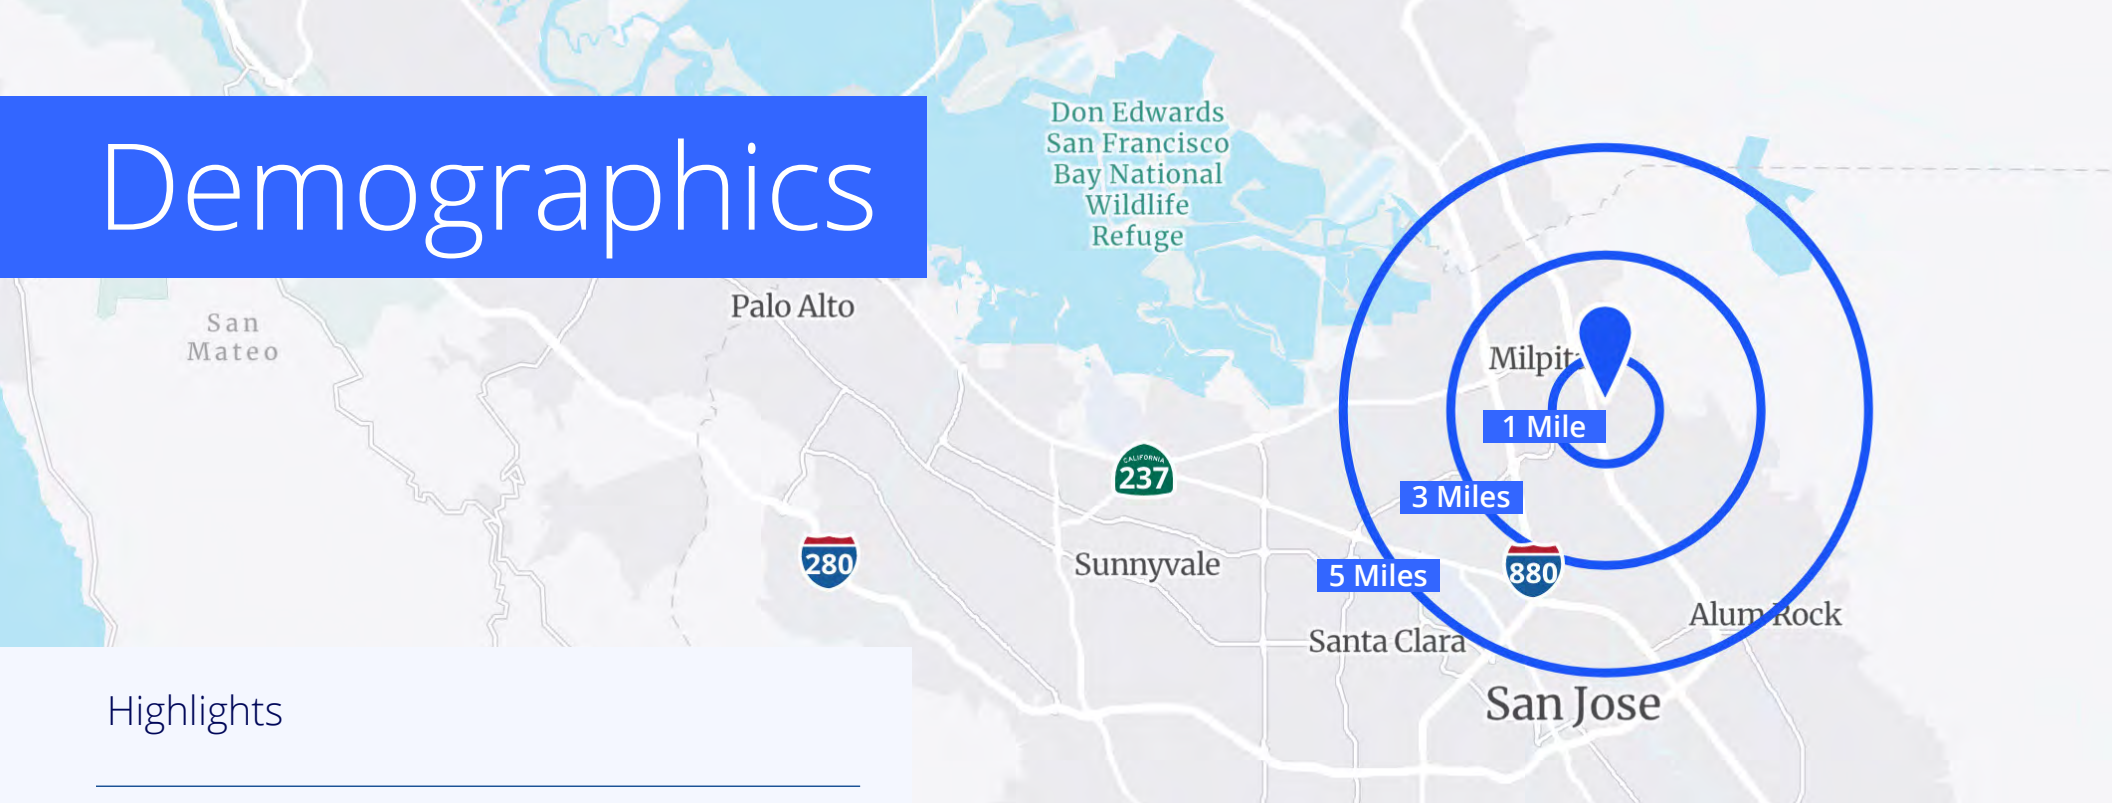 Demographics
Don Edwards
San Francisco
Bay National
Wildlife
Refuge
Palo Alto
San
Mateo
1 Mile
CALIFORNIA
237
3 Miles
280
Sunnyvale
5 Miles
880
Alum Rock
Santa Clara
San Jose
Highlights